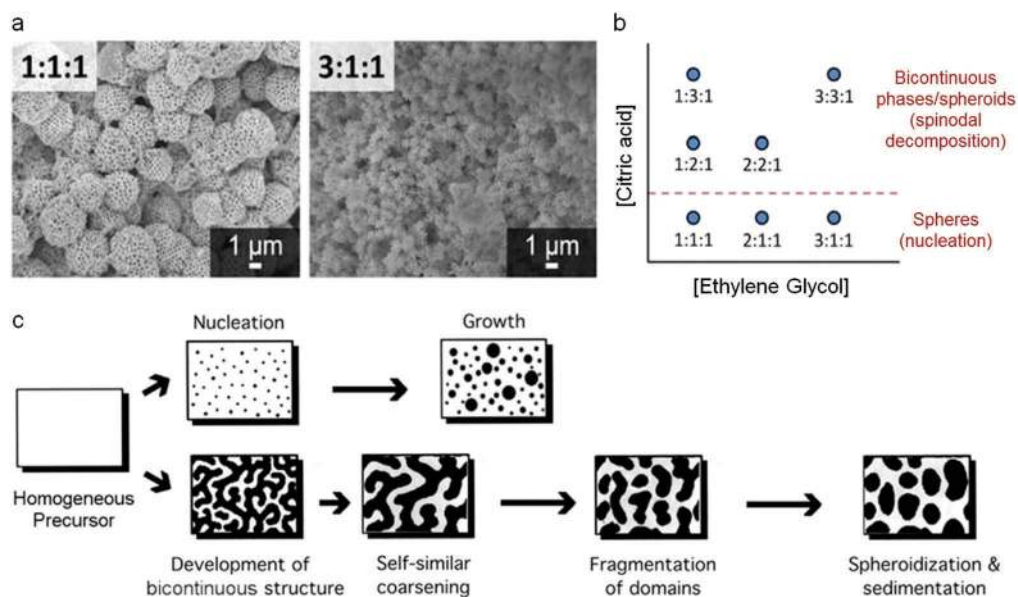 a
1:1:1
1 µm
3:1:1
1 µm
b
[Citric acid]
1:3:1
3:3:1
1:2:1
2:2:1
1:1:1
2:1:1
3:1:1
[Ethylene Glycol]
Bicontinuous
phases/spheroids
(spinodal
decomposition)
Spheres
(nucleation)
c
Homogeneous
Precursor
Nucleation
Growth
Development of
bicontinuous structure
Self-similar
coarsening
Fragmentation
of domains
Spheroidization &
sedimentation